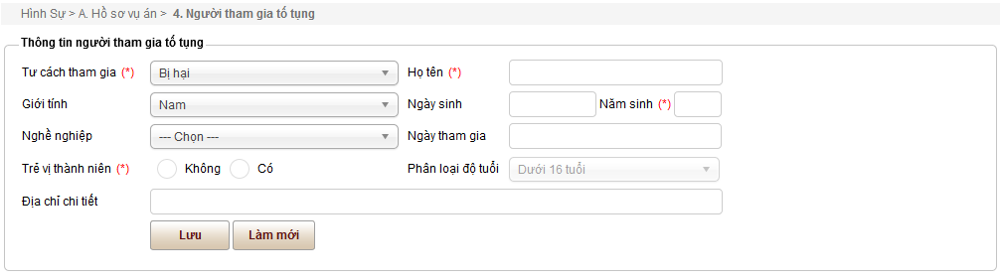 Hình Sự > A. Hồ sơ vụ án > 4. Người tham gia tố tụng
Thông tin người tham gia tố tụng
Tư cách tham gia (*) Bị hại Họ tên (*)
Giới tính Nam Ngày sinh Năm sinh (*)
Nghề nghiệp --- Chọn --- Ngày tham gia
Trẻ vị thành niên (*) Không Có Phân loại độ tuổi Dưới 16 tuổi
Địa chỉ chi tiết
Lưu Làm mới